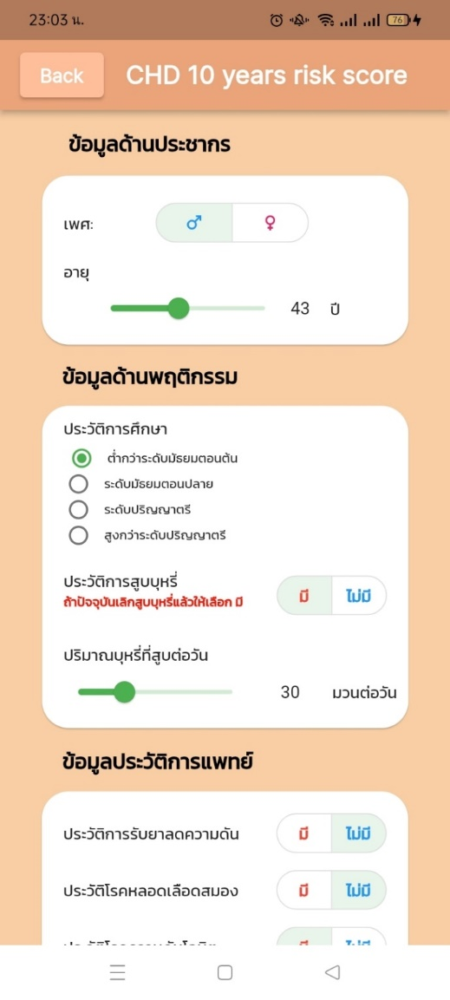 23:03 น.
76
Back
CHD 10 years risk score
ข้อมูลด้านประชากร
เพศ:
อายุ
43 ปี
ข้อมูลด้านพฤติกรรม
ประวัติการศึกษา
ต่ำกว่าระดับมัธยมตอนต้น
ระดับมัธยมตอนปลาย
ระดับปริญญาตรี
สูงกว่าระดับปริญญาตรี
ประวัติการสูบบุหรี่
ถ้าปัจจุบันเลิกสูบบุหรี่แล้วให้เลือก มี
มี ไม่มี
ปริมาณบุหรี่ที่สูบต่อวัน
30 มวนต่อวัน
ข้อมูลประวัติการแพทย์
ประวัติการรับยาลดความดัน มี ไม่มี
ประวัติโรคหลอดเลือดสมอง มี ไม่มี